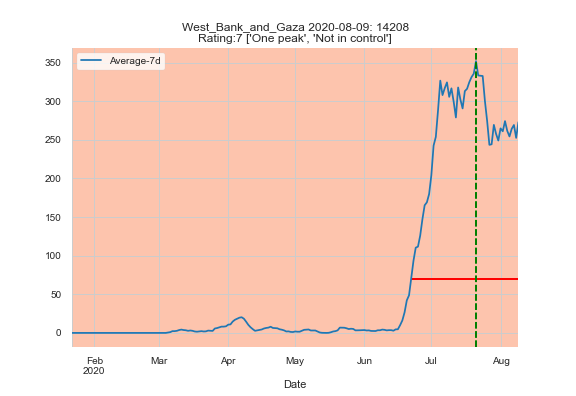 West_Bank_and_Gaza 2020-08-09: 14208
Rating:7 ['One peak', 'Not in control']
Average-7d
350
300
250
200
150
100
50
0
Feb Mar Apr May Jun Jul Aug
2020
Date